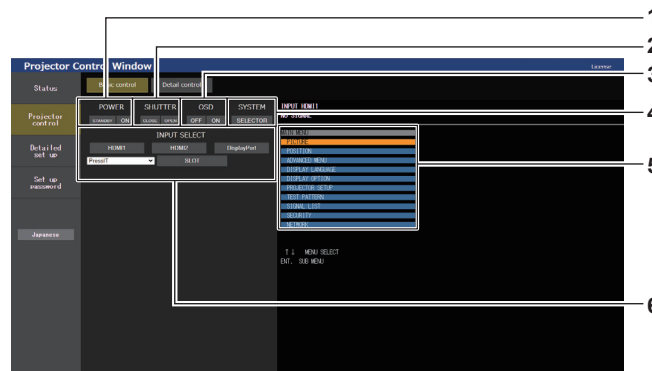 1
2
Projector Control Window
License
3
Status
Basic control
Detail control
POWER
SHUTTER
OSD
SYSTEM
INPUT HDMI1
4
STANDBY
ON
CLOSE
OPEN
OFF
ON
SELECTOR
NO SIGNAL
Projector
control
INPUT SELECT
MAIN MENU
HDMI1
HDMI2
DisplayPort
PICTURE
Detailed
set up
POSITION
PressIT
SLOT
ADVANCED MENU
5
DISPLAY LANGUAGE
DISPLAY OPTION
Set up
password
PROJECTOR SETUP
TEST PATTERN
SIGNAL LIST
SECURITY
NETWORK
Japanese
↑↓ MENU SELECT
ENT. SUB MENU
6